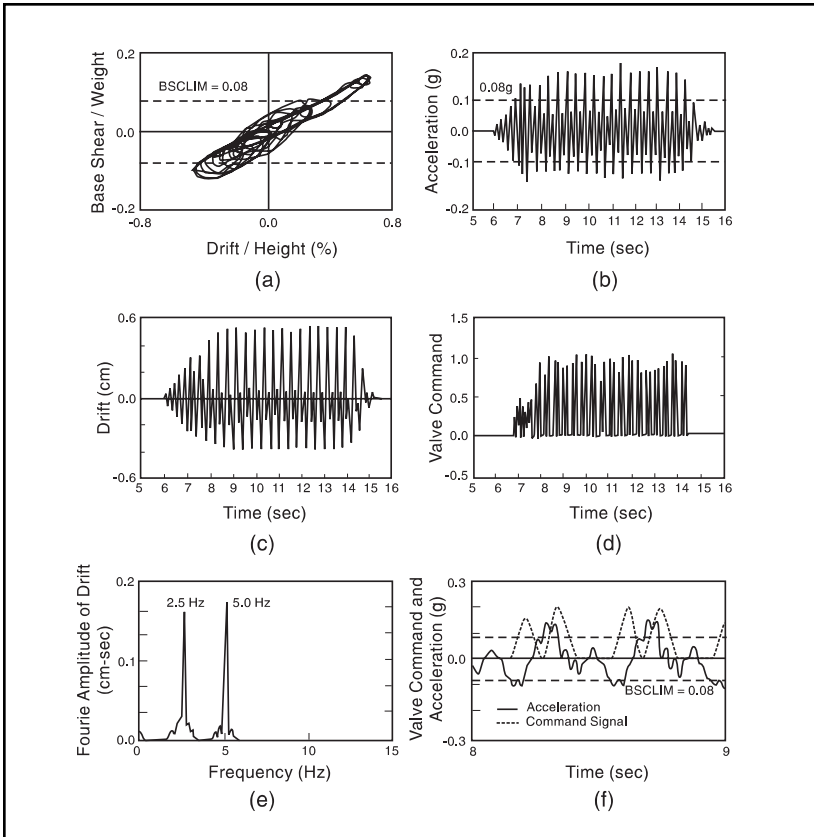 0.2
BSCLIM = 0.08
0.0
-0.2
-0.8
0.0
0.8
Base Shear / Weight
Drift / Height (%)
(a)
0.2
0.08g
0.1
0.0
-0.1
-0.2
5 6 7 8 9 10 11 12 13 14 15 16
Acceleration (g)
Time (sec)
(b)
0.6
0.0
-0.6
5 6 7 8 9 10 11 12 13 14 15 16
Drift (cm)
Time (sec)
(c)
1.5
1.0
0.5
0.0
-0.5
5 6 7 8 9 10 11 12 13 14 15 16
Valve Command
Time (sec)
(d)
0.2
2.5 Hz
5.0 Hz
0.1
0.0
0 5 10 15
Fourie Amplitude of Drift
(cm-sec)
Frequency (Hz)
(e)
0.3
0.0
BSCLIM = 0.08
Acceleration
Command Signal
-0.3
8 9
Valve Command and
Acceleration (g)
Time (sec)
(f)